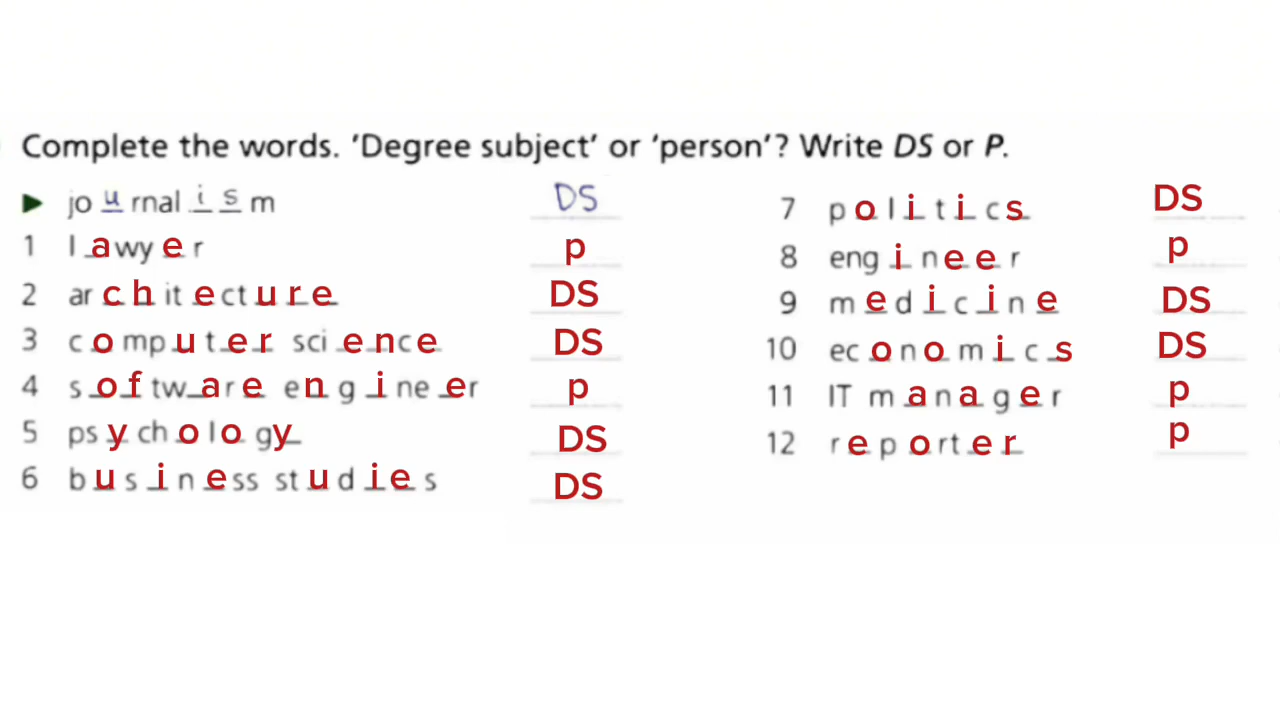 Complete the words. 'Degree subject' or 'person'? Write DS or P.
▶ journalism DS
1 lawyer p
2 architecture DS
3 computer science DS
4 software engineer p
5 psychology DS
6 business studies DS
7 politics DS
8 engineer p
9 medicine DS
10 economics DS
11 IT manager p
12 reporter p